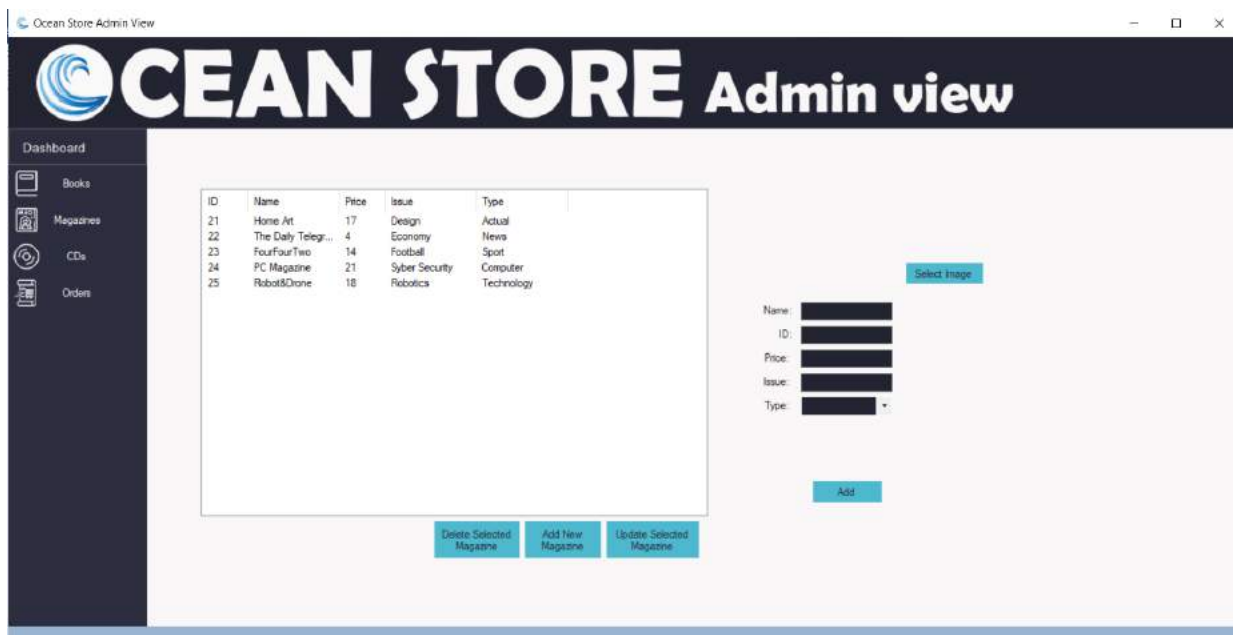 Ocean Store Admin View
OCEAN STORE Admin view
Dashboard
Books
Magazines
CDs
Orders
ID Name Price Issue Type
21 Home Art 17 Design Actual
22 The Daily Telegr... 4 Economy News
23 FourFourTwo 14 Football Sport
24 PC Magazine 21 Syber Security Computer
25 Robot&Drone 18 Robotics Technology
Select Image
Name:
ID:
Price:
Issue:
Type:
Add
Delete Selected
Magazine
Add New
Magazine
Update Selected
Magazine